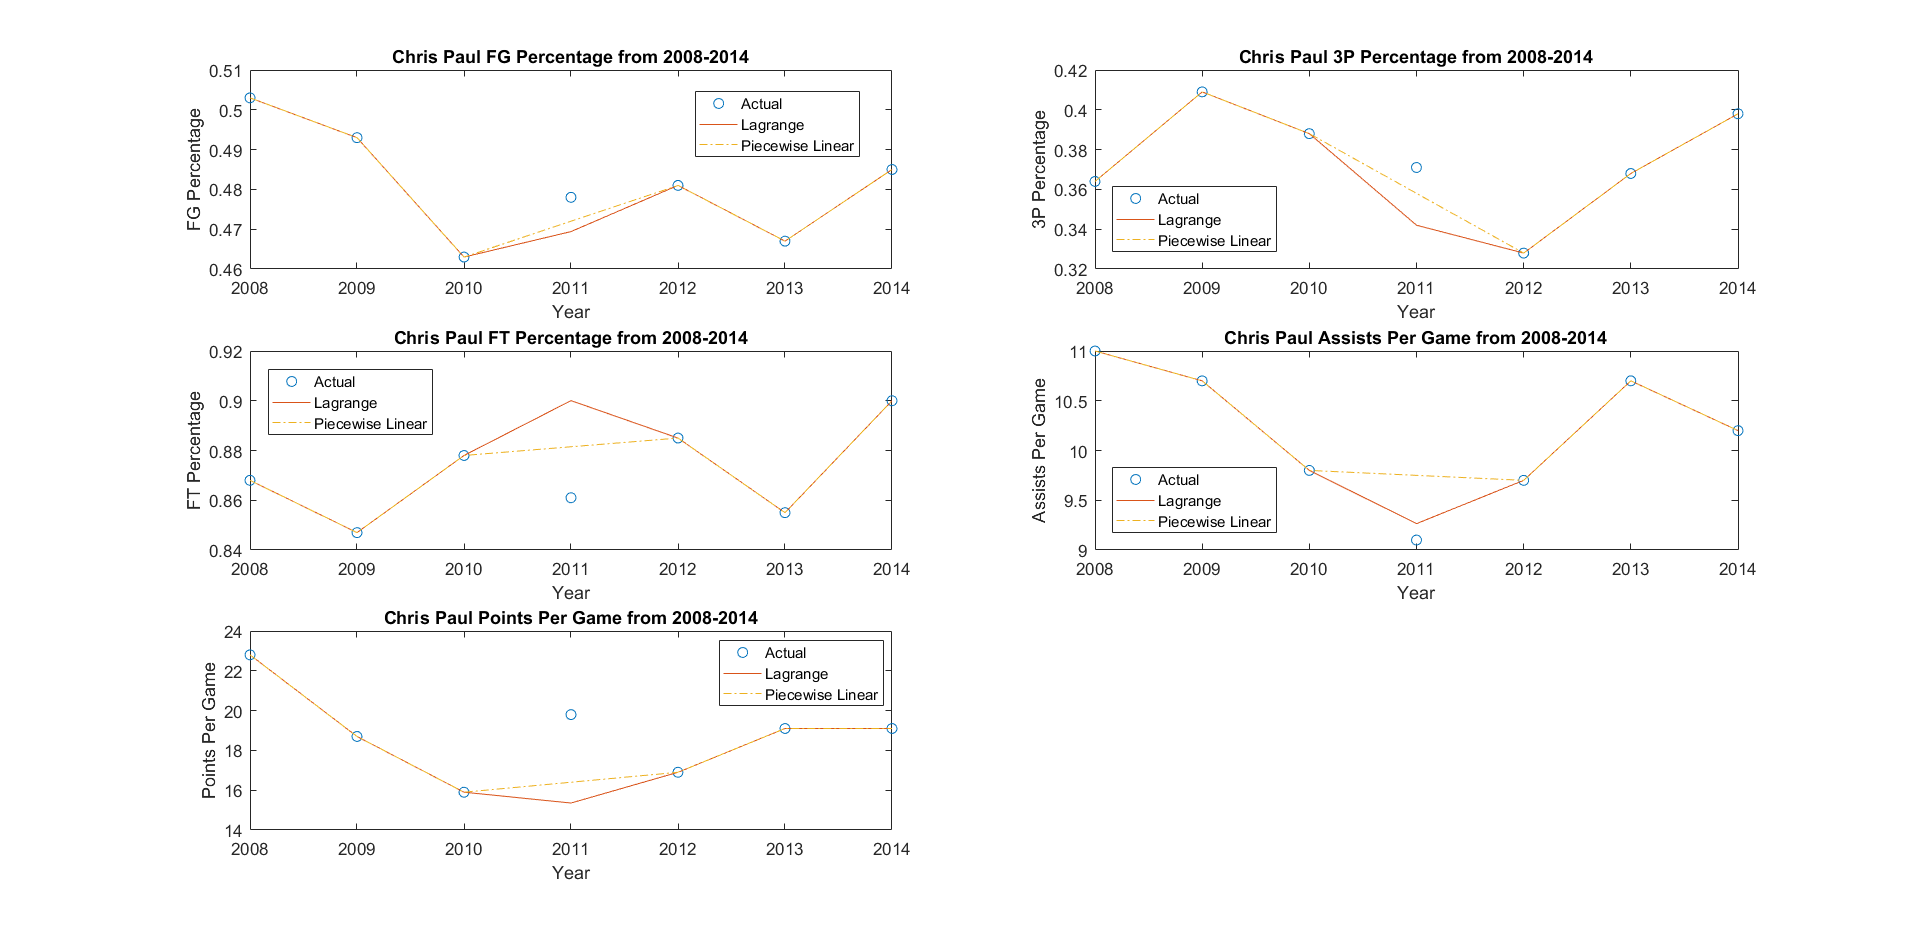 Chris Paul FG Percentage from 2008-2014
0.51
0.5
0.49
0.48
0.47
0.46
FG Percentage
Actual
Lagrange
Piecewise Linear
2008 2009 2010 2011 2012 2013 2014
Year
Chris Paul 3P Percentage from 2008-2014
0.42
0.4
0.38
0.36
0.34
0.32
3P Percentage
Actual
Lagrange
Piecewise Linear
2008 2009 2010 2011 2012 2013 2014
Year
Chris Paul FT Percentage from 2008-2014
0.92
0.9
0.88
0.86
0.84
FT Percentage
Actual
Lagrange
Piecewise Linear
2008 2009 2010 2011 2012 2013 2014
Year
Chris Paul Assists Per Game from 2008-2014
11
10.5
10
9.5
9
Assists Per Game
Actual
Lagrange
Piecewise Linear
2008 2009 2010 2011 2012 2013 2014
Year
Chris Paul Points Per Game from 2008-2014
24
22
20
18
16
14
Points Per Game
Actual
Lagrange
Piecewise Linear
2008 2009 2010 2011 2012 2013 2014
Year